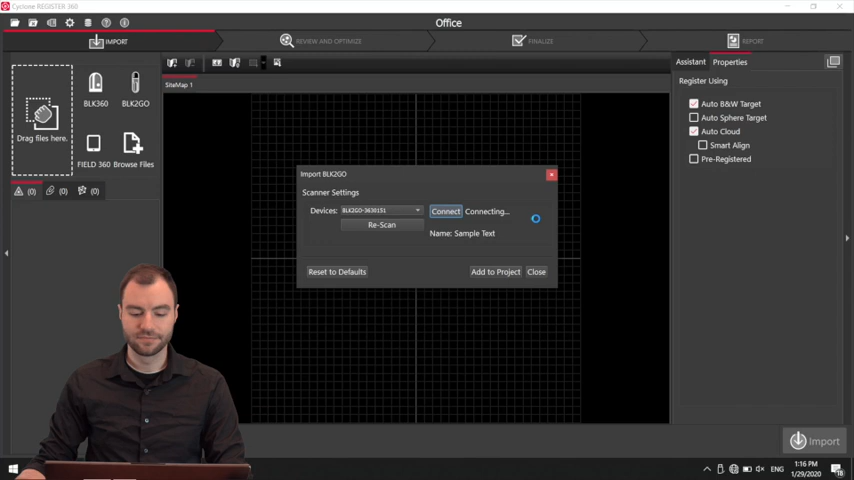 Cyclone REGISTER 360
Office
IMPORT
REVIEW AND OPTIMIZE
FINALIZE
REPORT
BLK360
BLK2GO
Drag files here.
FIELD 360
Browse Files
(0)
(0)
(0)
SiteMap 1
Import BLK2GO
Scanner Settings
Devices:
BLK2GO-3630151
Connect
Connecting...
Re-Scan
Name: Sample Text
Reset to Defaults
Add to Project
Close
Assistant
Properties
Register Using
Auto B&W Target
Auto Sphere Target
Auto Cloud
Smart Align
Pre-Registered
Import
ENG
1:16 PM
1/29/2020
18